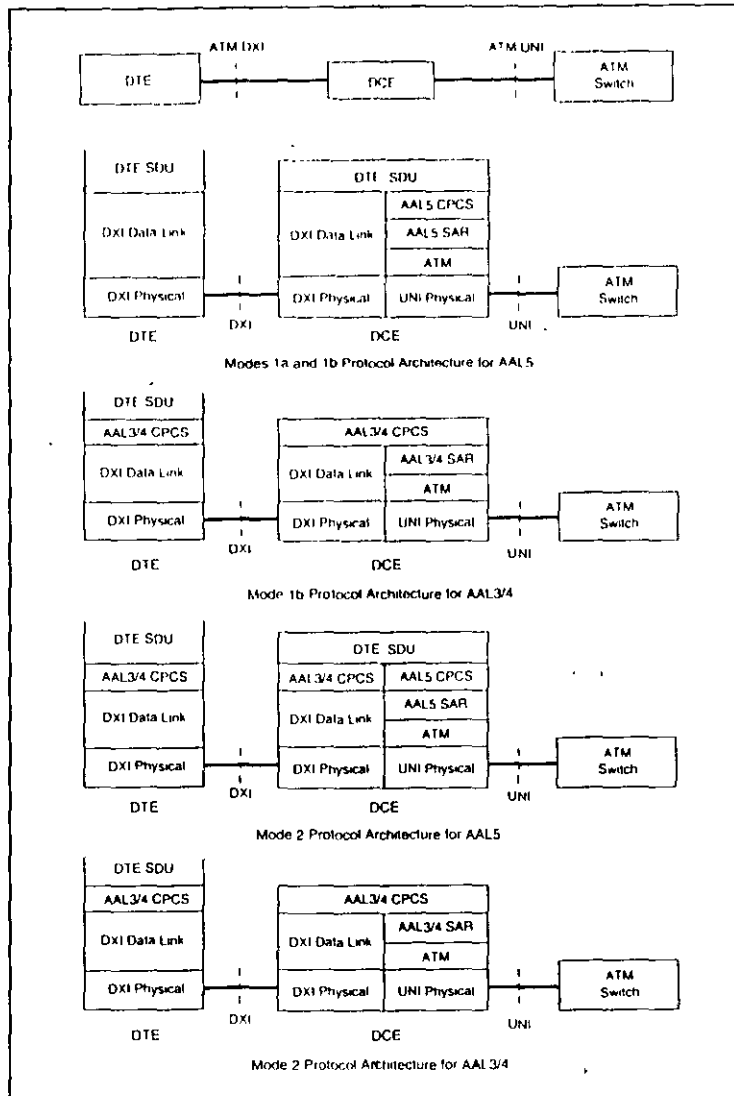 ATM DXI ATM UNI
DTE DCE ATM Switch
DTE SDU DTE SDU
DXI Data Link DXI Data Link AAL5 CPCS
AAL5 SAR
ATM
DXI Physical DXI Physical UNI Physical ATM Switch
DXI UNI
DTE DCE
Modes 1a and 1b Protocol Architecture for AAL5
DTE SDU
AAL3/4 CPCS AAL3/4 CPCS
DXI Data Link DXI Data Link AAL3/4 SAR
ATM
DXI Physical DXI Physical UNI Physical ATM Switch
DXI UNI
DTE DCE
Mode 1b Protocol Architecture for AAL3/4
DTE SDU DTE SDU
AAL3/4 CPCS AAL3/4 CPCS AAL5 CPCS
DXI Data Link DXI Data Link AAL5 SAR
ATM
DXI Physical DXI Physical UNI Physical ATM Switch
DXI UNI
DTE DCE
Mode 2 Protocol Architecture for AAL5
DTE SDU
AAL3/4 CPCS AAL3/4 CPCS
DXI Data Link DXI Data Link AAL3/4 SAR
ATM
DXI Physical DXI Physical UNI Physical ATM Switch
DXI UNI
DTE DCE
Mode 2 Protocol Architecture for AAL3/4